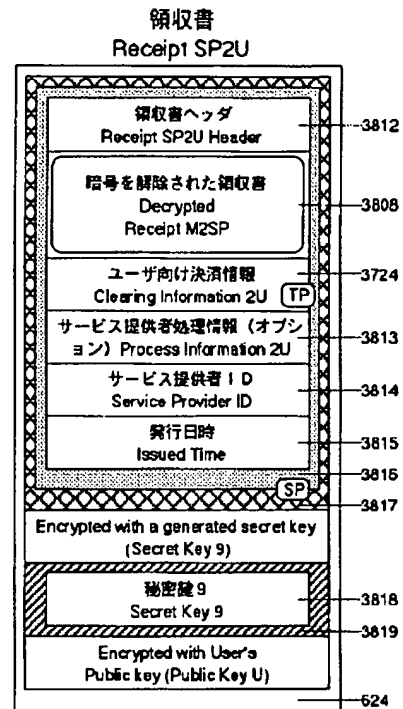 領収書
Receipt SP2U
領収書ヘッダ
Receipt SP2U Header
3812
暗号を解除された領収書
Decrypted
Receipt M2SP
3808
ユーザ向け決済情報
Clearing Information 2U
TP
3724
サービス提供者処理情報（オプシ
ョン）Process Information 2U
3813
サービス提供者ID
Service Provider ID
3814
発行日時
Issued Time
3815
3816
SP
3817
Encrypted with a generated secret key
(Secret Key 9)
秘密鍵9
Secret Key 9
3818
3819
Encrypted with User's
Public key (Public Key U)
624